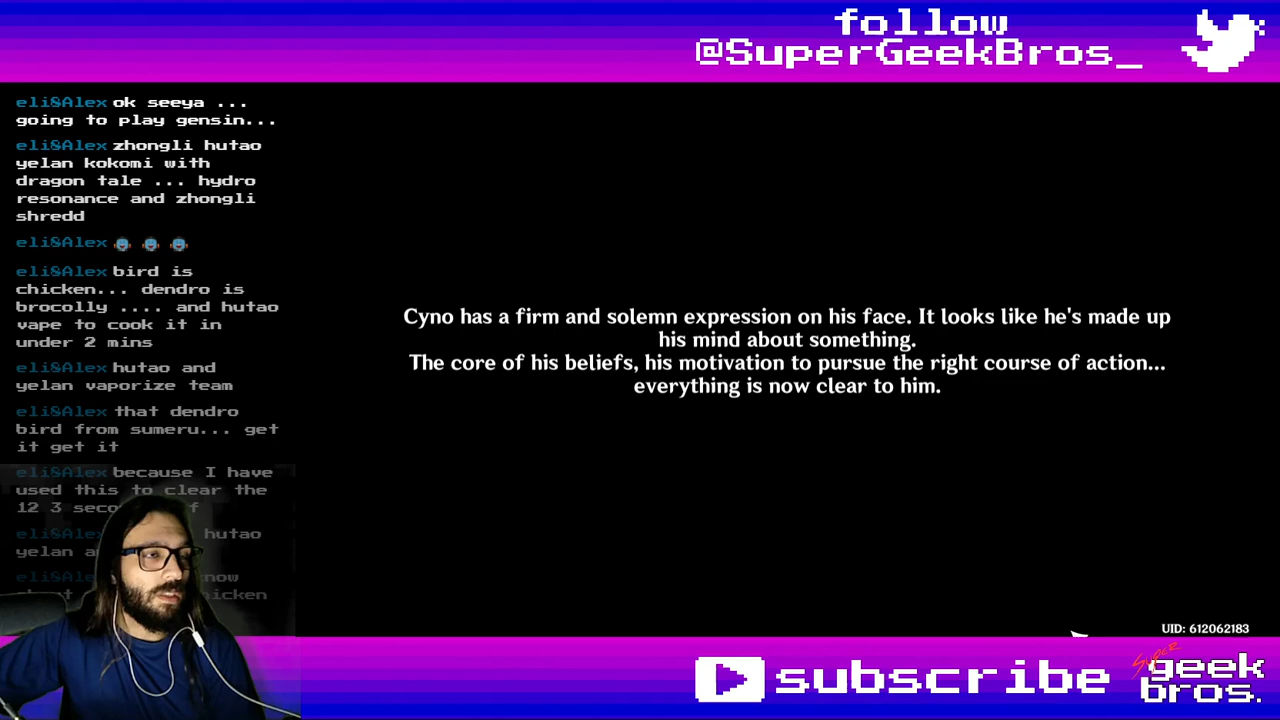 follow
@SuperGeekBros_
eli&Alex ok seeya ...
going to play gensin...
eli&Alex zhongli hutao
yelan kokomi with
dragon tale ... hydro
resonance and zhongli
shredd
eli&Alex
eli&Alex bird is
chicken... dendro is
brocolly .... and hutao
vape to cook it in
under 2 mins
eli&Alex hutao and
yelan vaporize team
eli&Alex that dendro
bird from sumeru... get
it get it
eli&Alex because I have
used this to clear the
12 3
eli&Alex hutao
yelan
Cyno has a firm and solemn expression on his face. It looks like he's made up
his mind about something.
The core of his beliefs, his motivation to pursue the right course of action...
everything is now clear to him.
UID: 612062183
subscribe
SUPER
geek
bros.